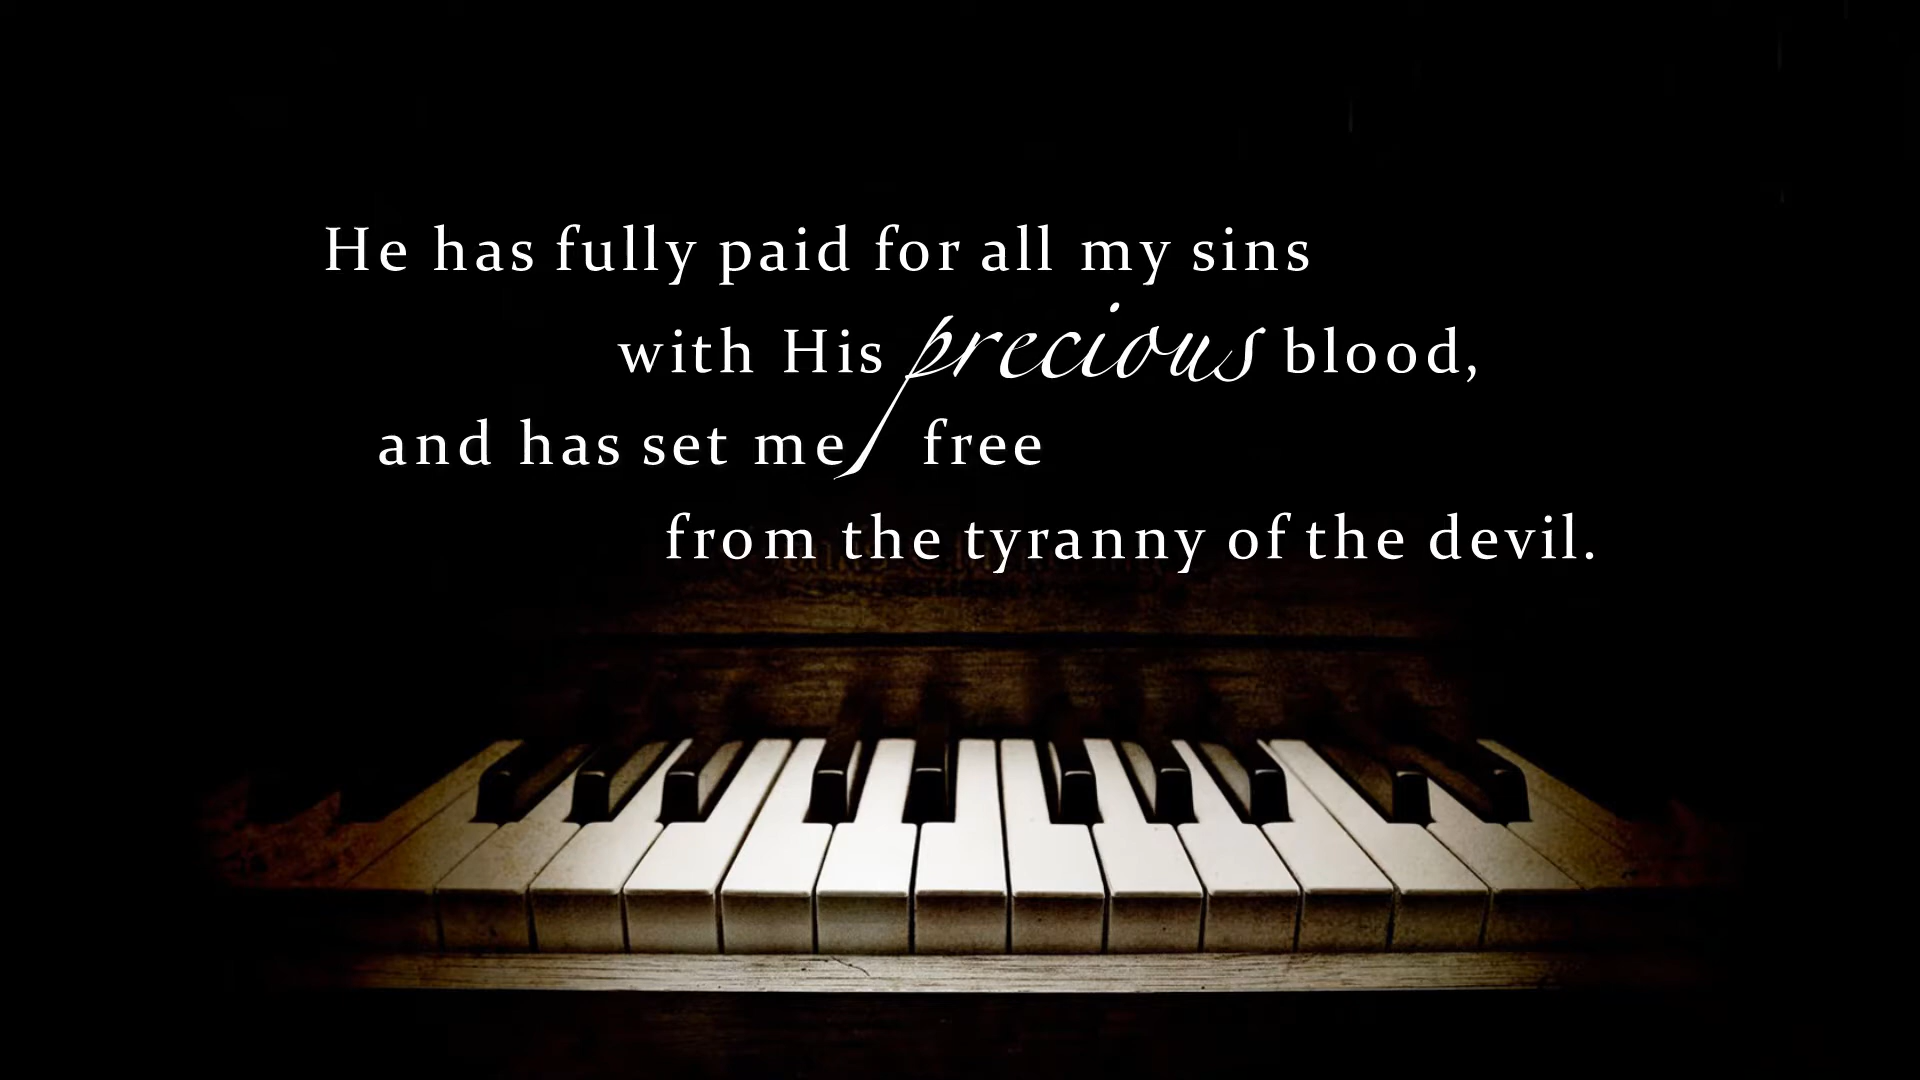 He has fully paid for all my sins
with His precious blood,
and has set me free
from the tyranny of the devil.